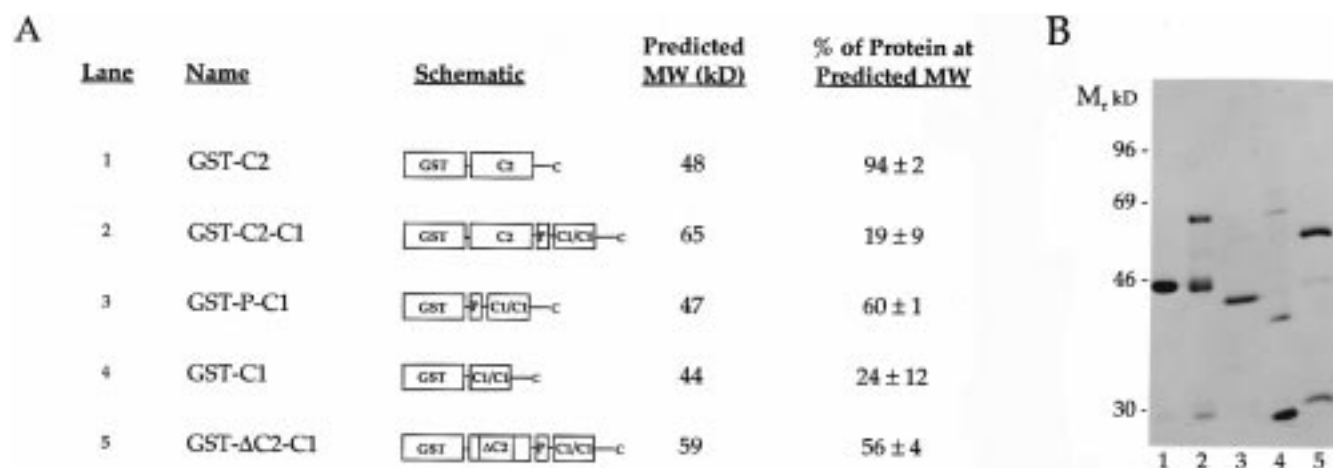 A
Lane Name Schematic Predicted MW (kD) % of Protein at Predicted MW
1 GST-C2 GST C2 C 48 94 ± 2
2 GST-C2-C1 GST C2 P C1/C1 C 65 19 ± 9
3 GST-P-C1 GST P C1/C1 C 47 60 ± 1
4 GST-C1 GST C1/C1 C 44 24 ± 12
5 GST-ΔC2-C1 GST ΔC2 P C1/C1 C 59 56 ± 4
B
Mr kD
96 -
69 -
46 -
30 -
1 2 3 4 5